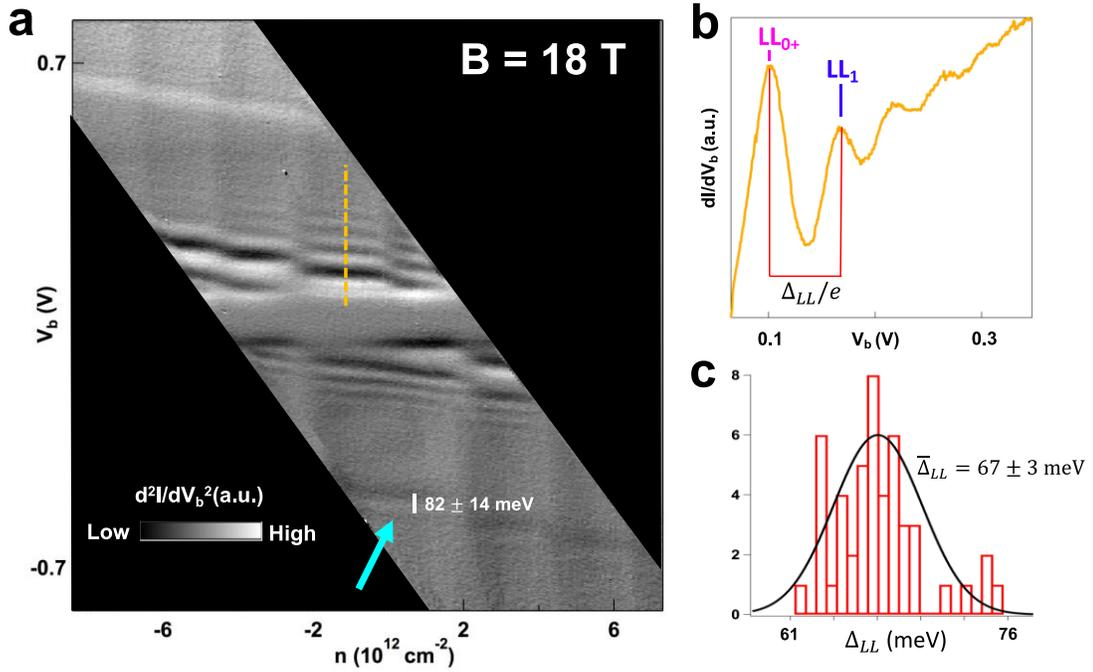 a
B = 18 T
0.7
V_b (V)
82 ± 14 meV
d²I/dV_b²(a.u.)
Low High
-0.7
-6 -2 2 6
n (10¹² cm⁻²)
b
LL₀₊
LL₁
dI/dV_b (a.u.)
Δ_LL/e
0.1 0.3
V_b (V)
c
8
6
4
2
0
Δ̅_LL = 67 ± 3 meV
61 76
Δ_LL (meV)